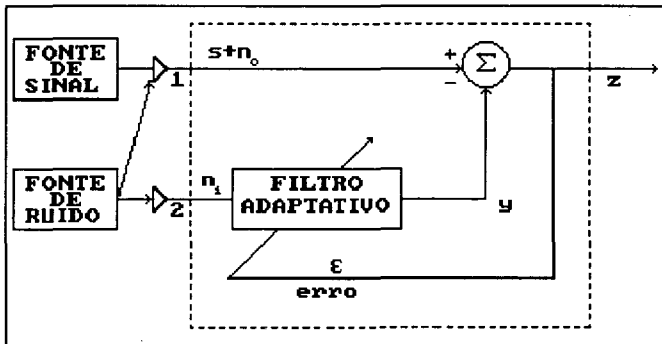 FONTE
DE
SINAL
1
s+n₀
+
-
Σ
z
FONTE
DE
RUIDO
2
n₁
FILTRO
ADAPTATIVO
y
ε
erro